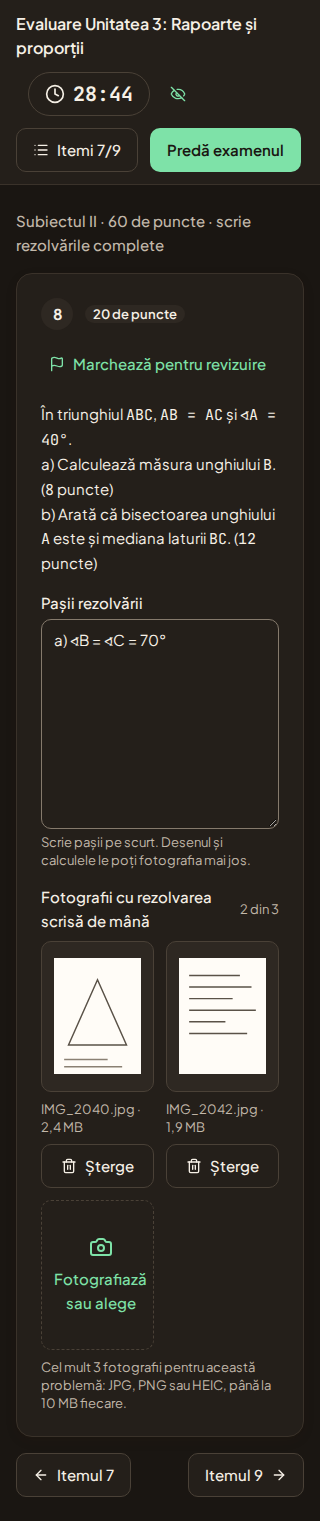 Evaluare Unitatea 3: Rapoarte și
proporții
28:44
Itemi 7/9
Predă examenul
Subiectul II · 60 de puncte · scrie
rezolvările complete
8
20 de puncte
Marchează pentru revizuire
În triunghiul ABC, AB = AC și ∢A =
40°.
a) Calculează măsura unghiului B.
(8 puncte)
b) Arată că bisectoarea unghiului
A este și mediana laturii BC. (12
puncte)
Pașii rezolvării
a) ∢B = ∢C = 70°
Scrie pașii pe scurt. Desenul și
calculele le poți fotografia mai jos.
Fotografii cu rezolvarea
scrisă de mână
2 din 3
IMG_2040.jpg ·
2,4 MB
IMG_2042.jpg ·
1,9 MB
Șterge
Șterge
Fotografiază
sau alege
Cel mult 3 fotografii pentru această
problemă: JPG, PNG sau HEIC, până la
10 MB fiecare.
Itemul 7
Itemul 9